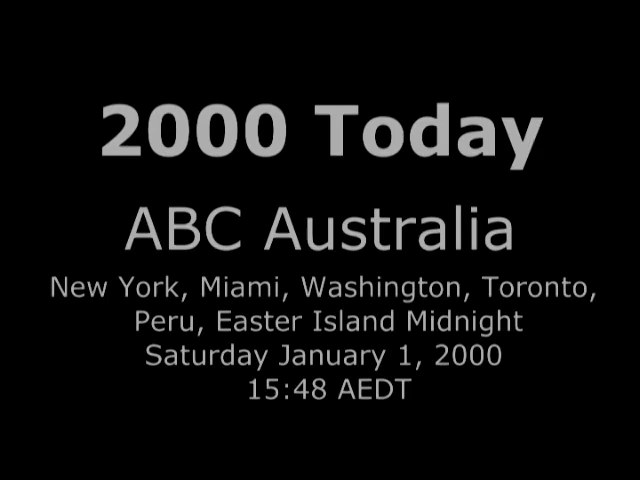 2000 Today
ABC Australia
New York, Miami, Washington, Toronto,
Peru, Easter Island Midnight
Saturday January 1, 2000
15:48 AEDT